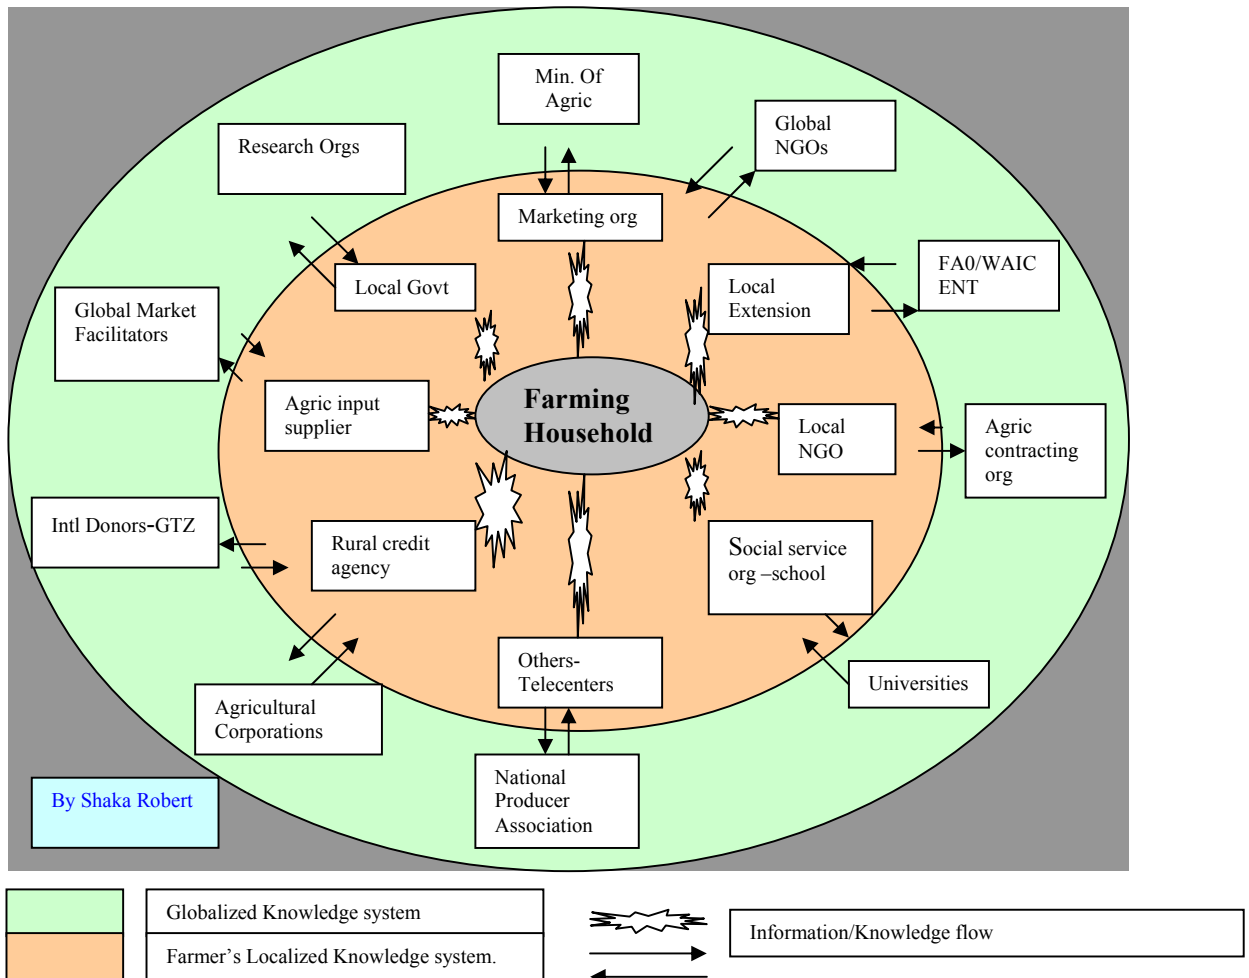 Min. Of
Agric
Global
NGOs
Research Orgs
Marketing org
FA0/WAIC
ENT
Local Govt
Local
Extension
Global Market
Facilitators
Farming
Household
Agric input
supplier
Local
NGO
Agric
contracting
org
Intl Donors-GTZ
Rural credit
agency
Social service
org –school
Others-
Telecenters
Universities
Agricultural
Corporations
National
Producer
Association
By Shaka Robert
Globalized Knowledge system
Information/Knowledge flow
Farmer’s Localized Knowledge system.